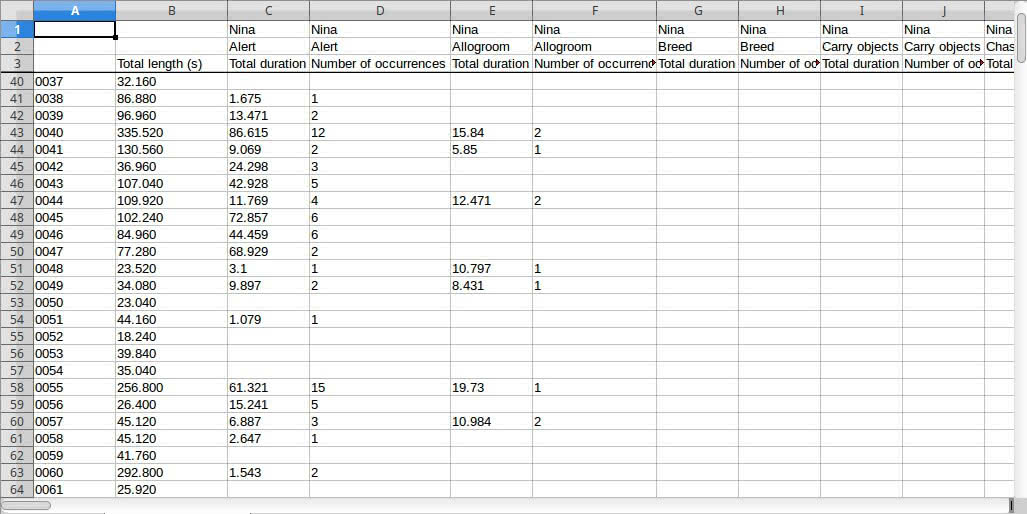 A B C D E F G H I J
1 Nina Nina Nina Nina Nina Nina Nina Nina Nina
2 Alert Alert Allogroom Allogroom Breed Breed Carry objects Carry objects Chas
3 Total length (s) Total duration Number of occurrences Total duration Number of occurren Total duration Number of oc Total duration Number of oc Total
40 0037 32.160
41 0038 86.880 1.675 1
42 0039 96.960 13.471 2
43 0040 335.520 86.615 12 15.84 2
44 0041 130.560 9.069 2 5.85 1
45 0042 36.960 24.298 3
46 0043 107.040 42.928 5
47 0044 109.920 11.769 4 12.471 2
48 0045 102.240 72.857 6
49 0046 84.960 44.459 6
50 0047 77.280 68.929 2
51 0048 23.520 3.1 1 10.797 1
52 0049 34.080 9.897 2 8.431 1
53 0050 23.040
54 0051 44.160 1.079 1
55 0052 18.240
56 0053 39.840
57 0054 35.040
58 0055 256.800 61.321 15 19.73 1
59 0056 26.400 15.241 5
60 0057 45.120 6.887 3 10.984 2
61 0058 45.120 2.647 1
62 0059 41.760
63 0060 292.800 1.543 2
64 0061 25.920